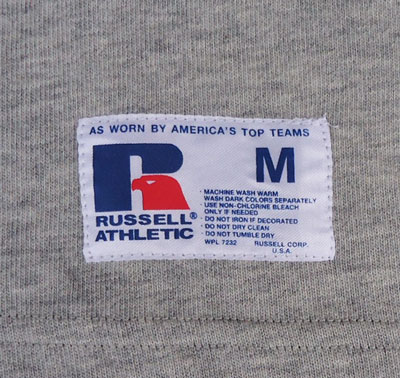 AS WORN BY AMERICA'S TOP TEAMS
M
RUSSELL®
ATHLETIC
· MACHINE WASH WARM
WASH DARK COLORS SEPARATELY
· USE NON-CHLORINE BLEACH
ONLY IF NEEDED
· DO NOT IRON IF DECORATED
· DO NOT DRY CLEAN
· DO NOT TUMBLE DRY
WPL 7232 RUSSELL CORP.
U.S.A.